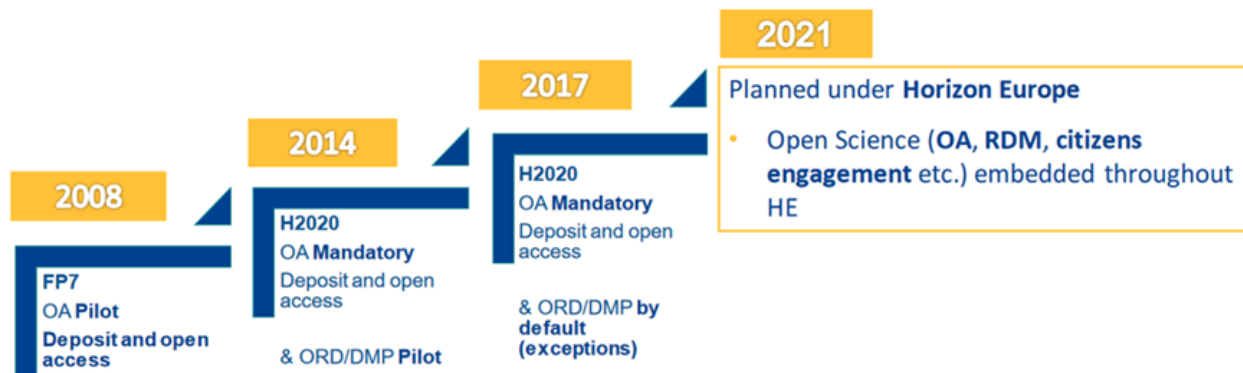 2008
FP7
OA Pilot
Deposit and open
access
2014
H2020
OA Mandatory
Deposit and open
access
& ORD/DMP Pilot
2017
H2020
OA Mandatory
Deposit and open
access
& ORD/DMP by
default
(exceptions)
2021
Planned under Horizon Europe
• Open Science (OA, RDM, citizens
engagement etc.) embedded throughout
HE